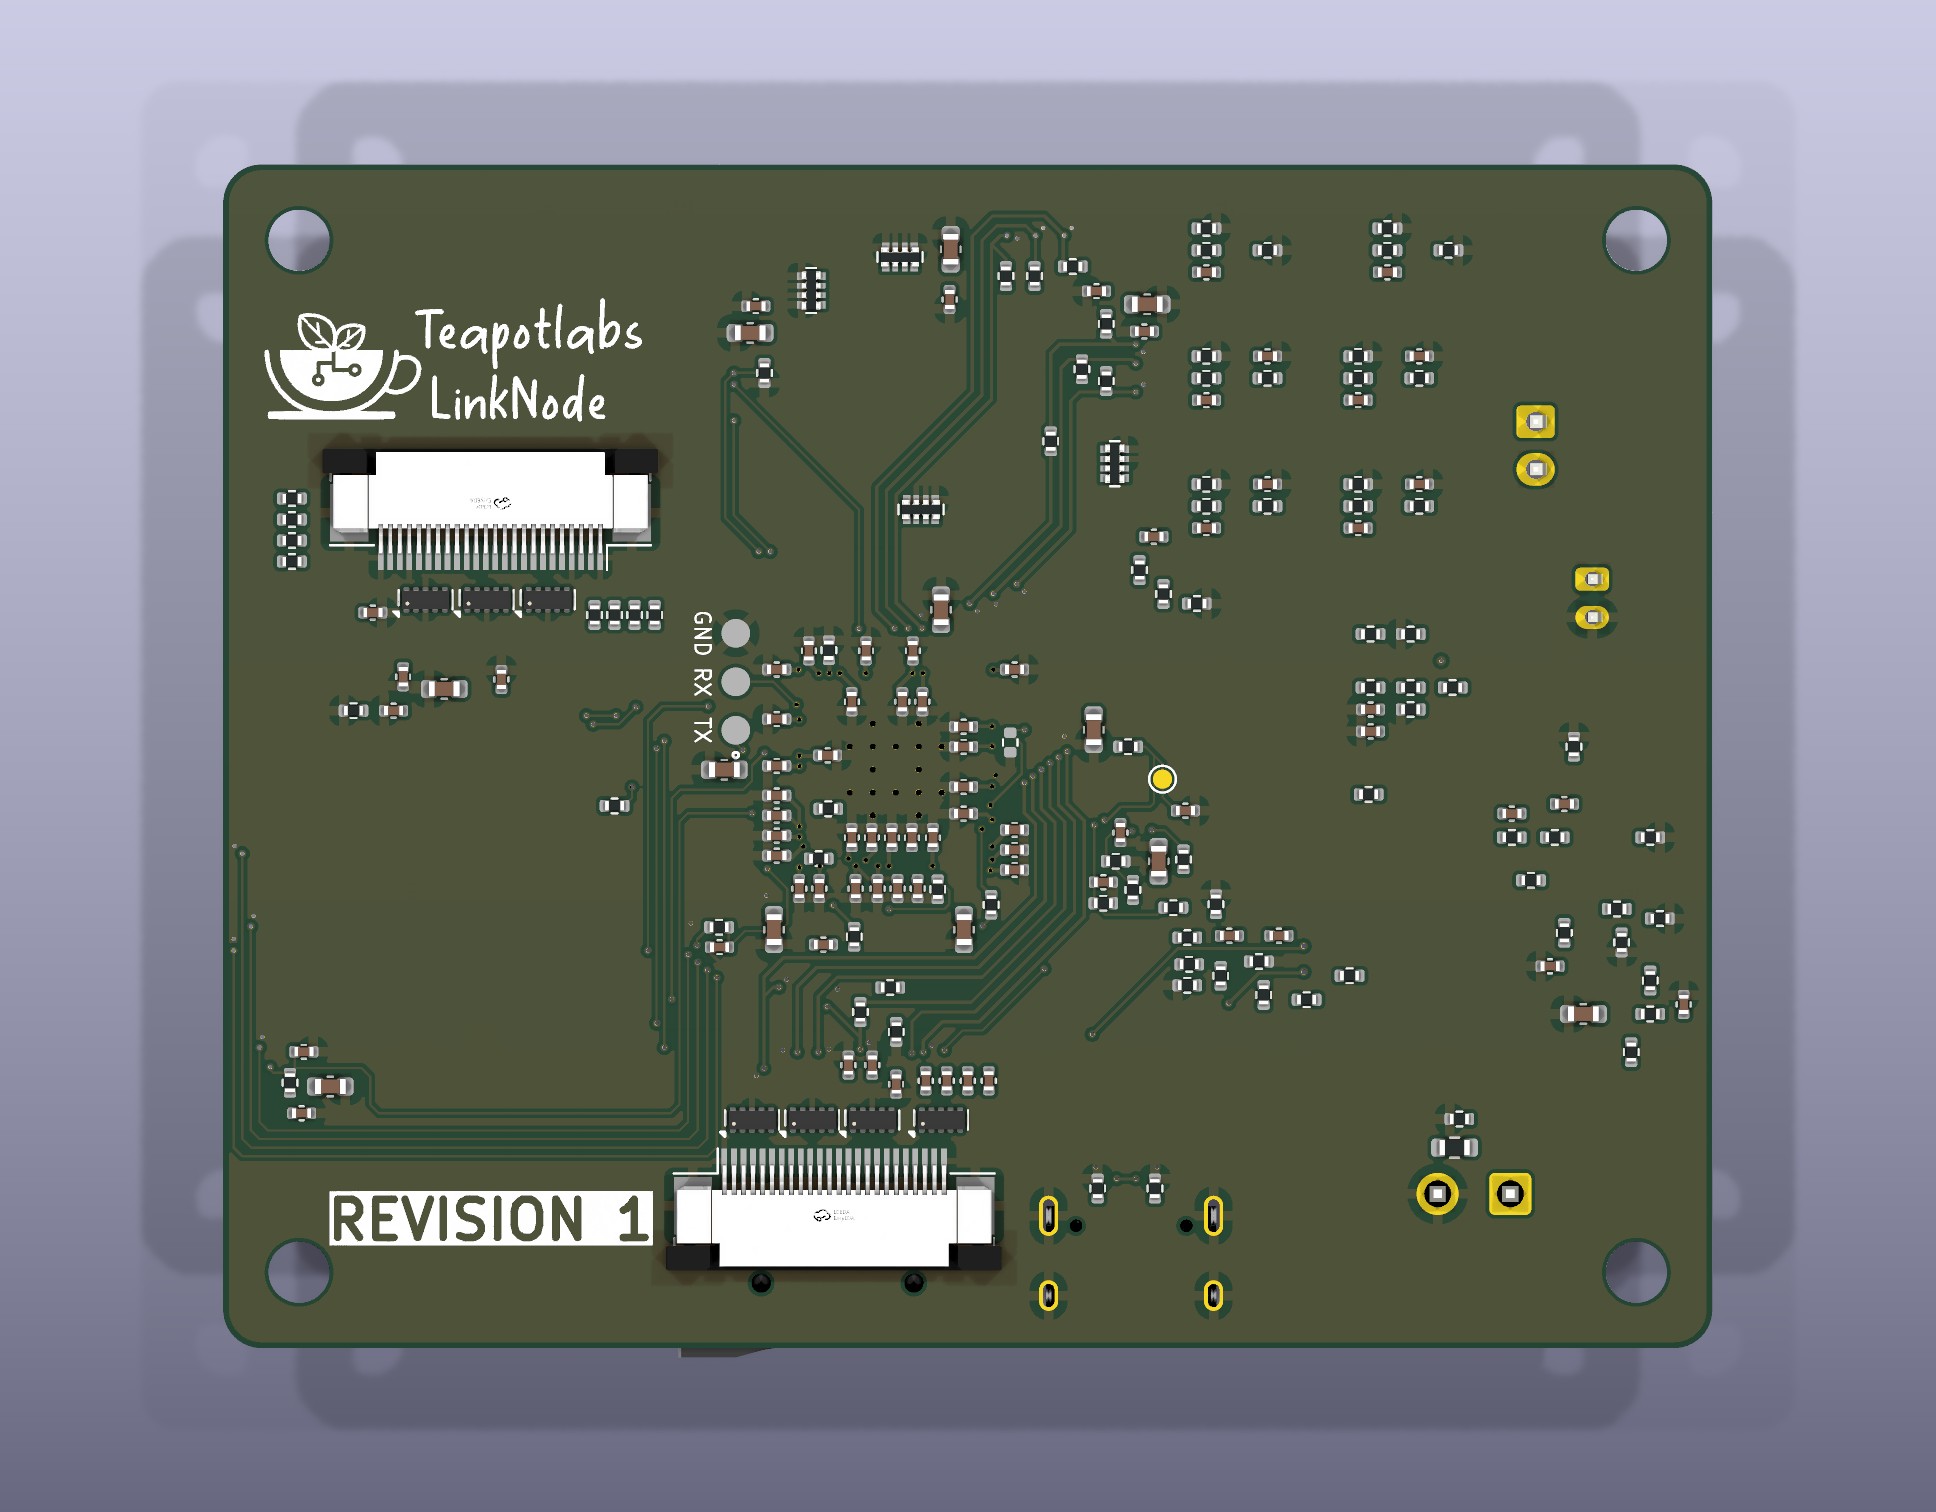 Teapotlabs
LinkNode
GND
RX
TX
REVISION 1